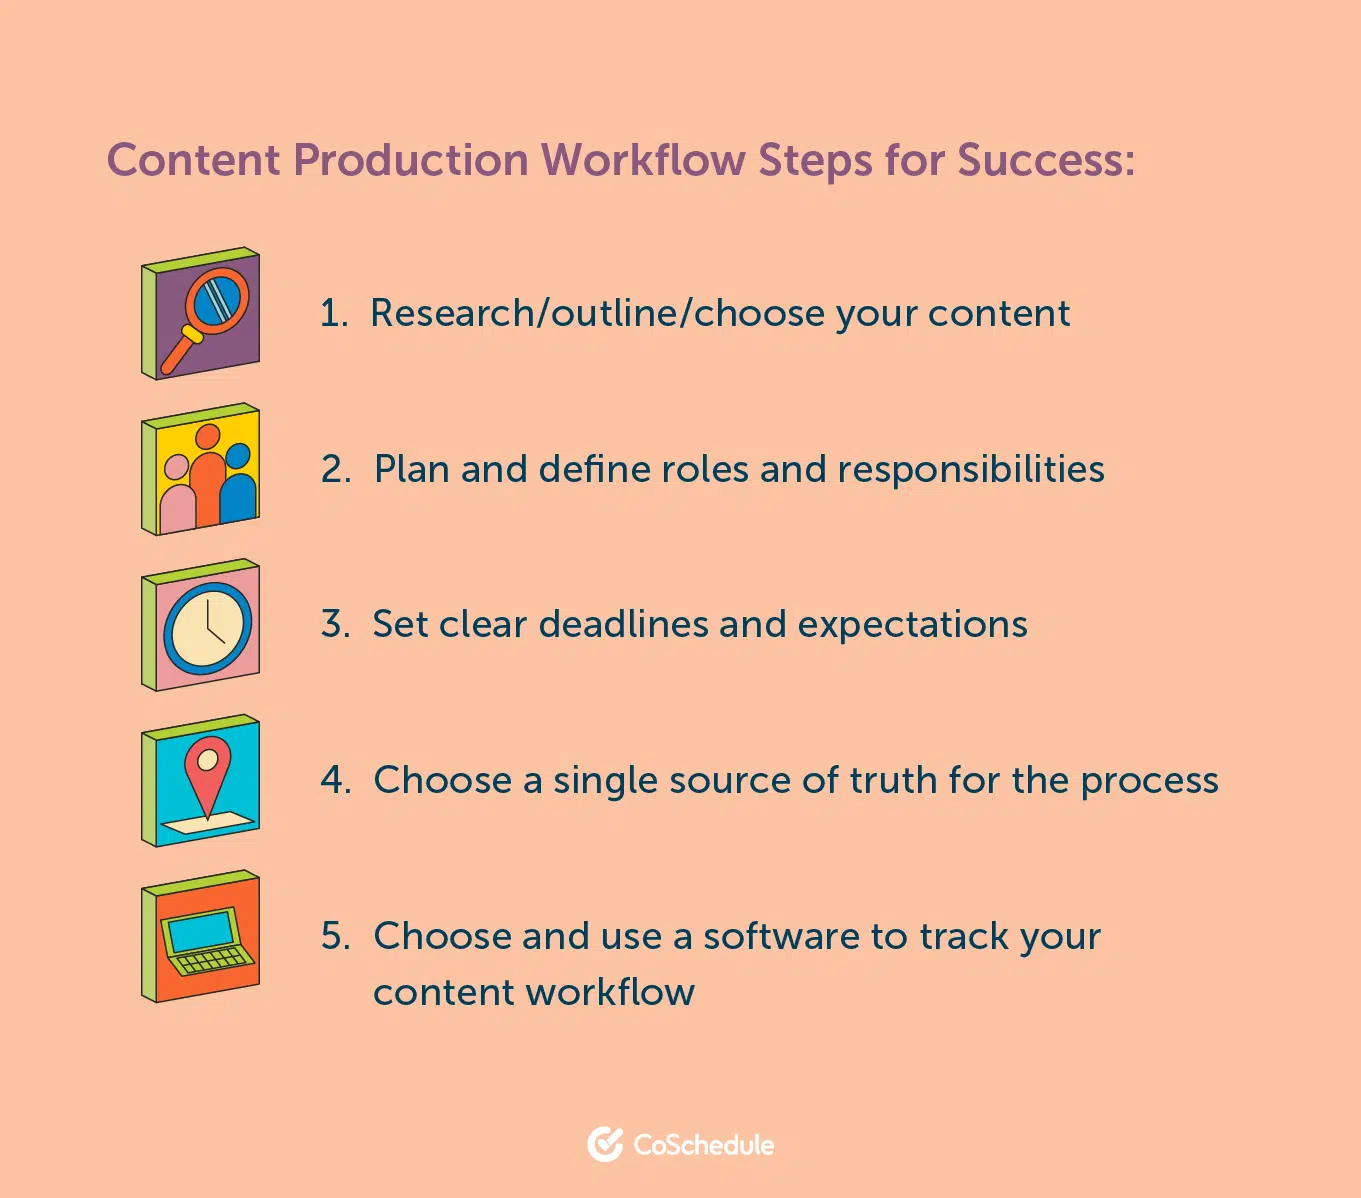 Content Production Workflow Steps for Success:
1. Research/outline/choose your content
2. Plan and define roles and responsibilities
3. Set clear deadlines and expectations
4. Choose a single source of truth for the process
5. Choose and use a software to track your
content workflow
CoSchedule